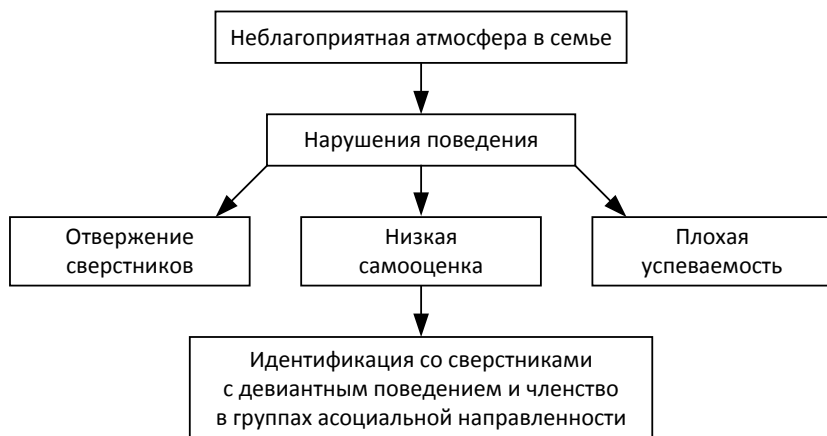 Неблагоприятная атмосфера в семье
Нарушения поведения
Отвержение
сверстников
Низкая
самооценка
Плохая
успеваемость
Идентификация со сверстниками
с девиантным поведением и членство
в группах асоциальной направленности